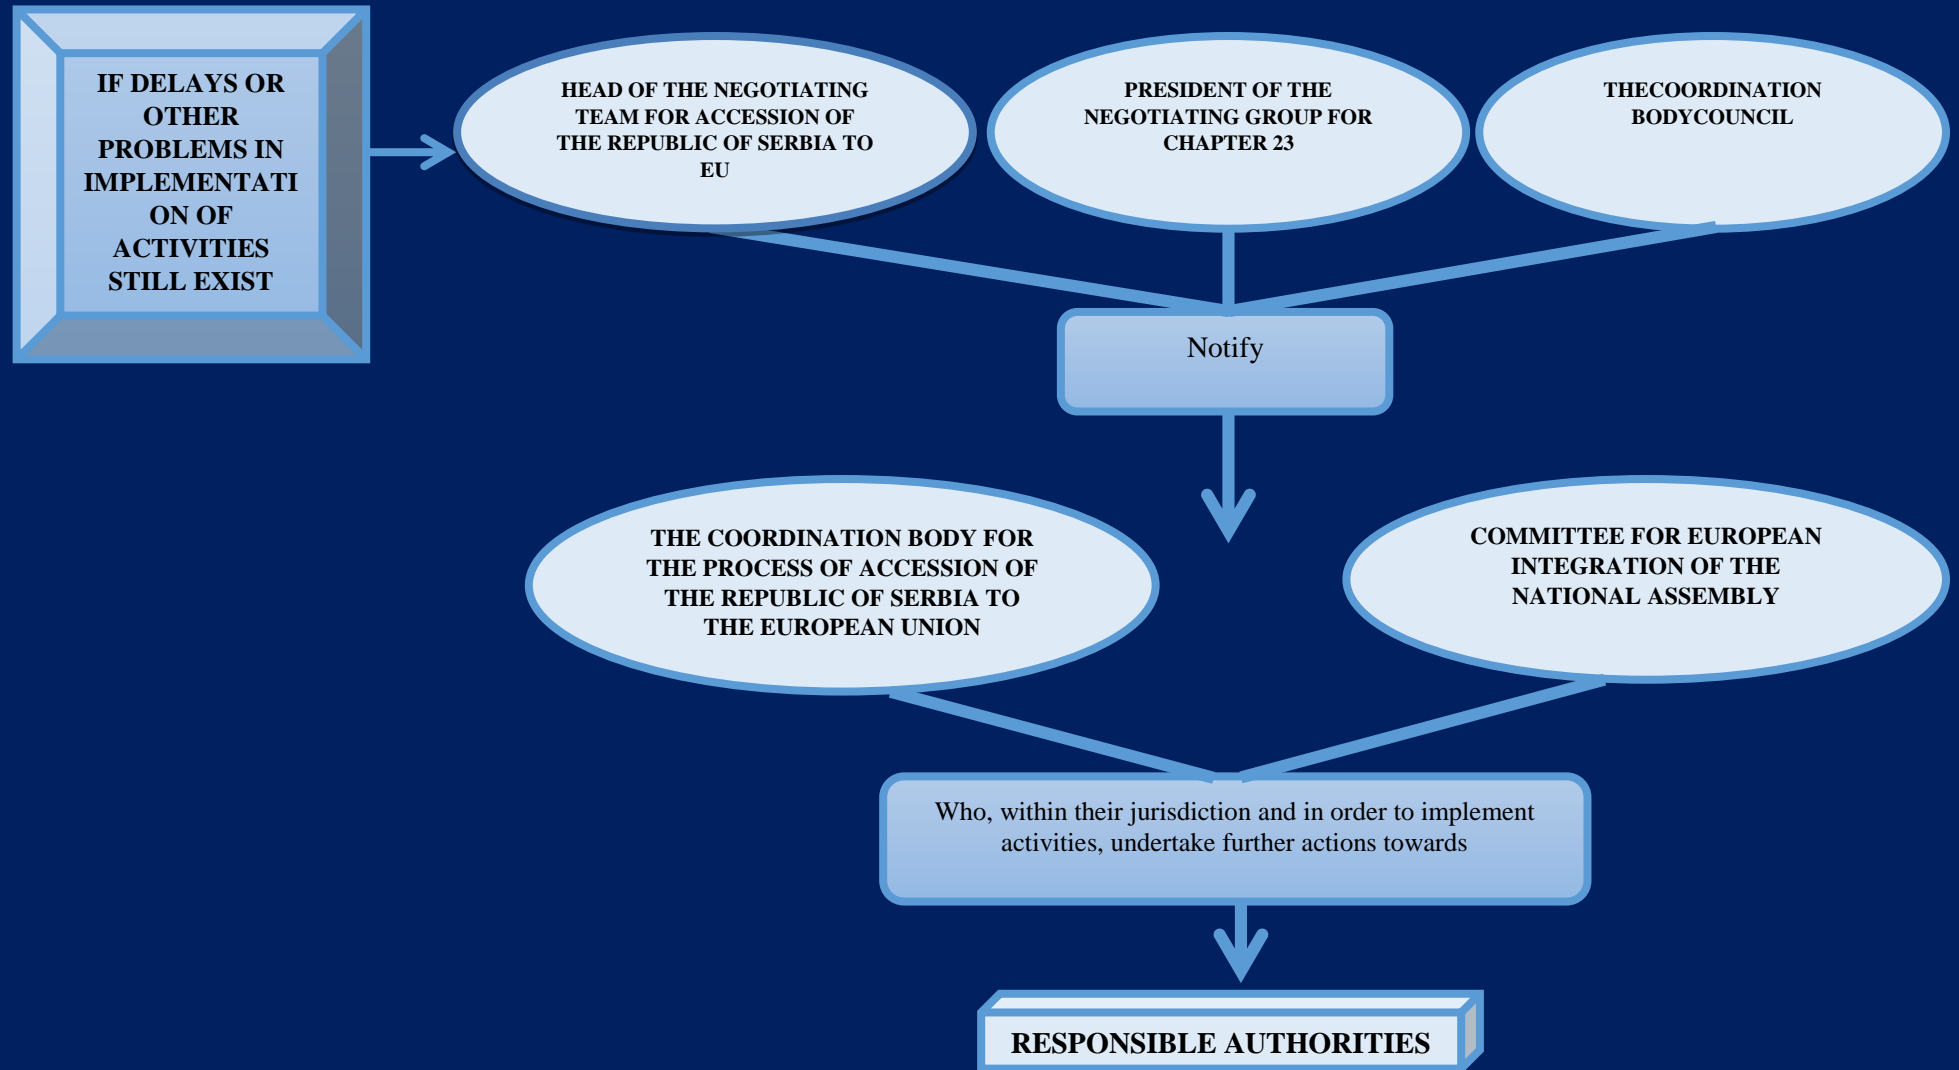 IF DELAYS OR
OTHER
PROBLEMS IN
IMPLEMENTATI
ON OF
ACTIVITIES
STILL EXIST
HEAD OF THE NEGOTIATING
TEAM FOR ACCESSION OF
THE REPUBLIC OF SERBIA TO
EU
PRESIDENT OF THE
NEGOTIATING GROUP FOR
CHAPTER 23
THECOORDINATION
BODYCOUNCIL
Notify
THE COORDINATION BODY FOR
THE PROCESS OF ACCESSION OF
THE REPUBLIC OF SERBIA TO
THE EUROPEAN UNION
COMMITTEE FOR EUROPEAN
INTEGRATION OF THE
NATIONAL ASSEMBLY
Who, within their jurisdiction and in order to implement
activities, undertake further actions towards
RESPONSIBLE AUTHORITIES